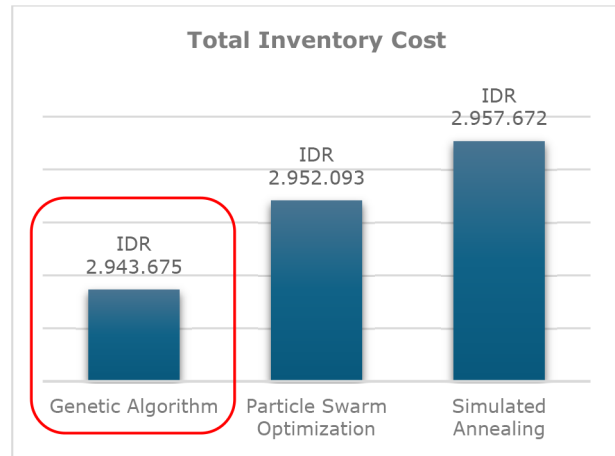 Total Inventory Cost
IDR
2.957.672
IDR
2.952.093
IDR
2.943.675
Genetic Algorithm
Particle Swarm
Optimization
Simulated
Annealing